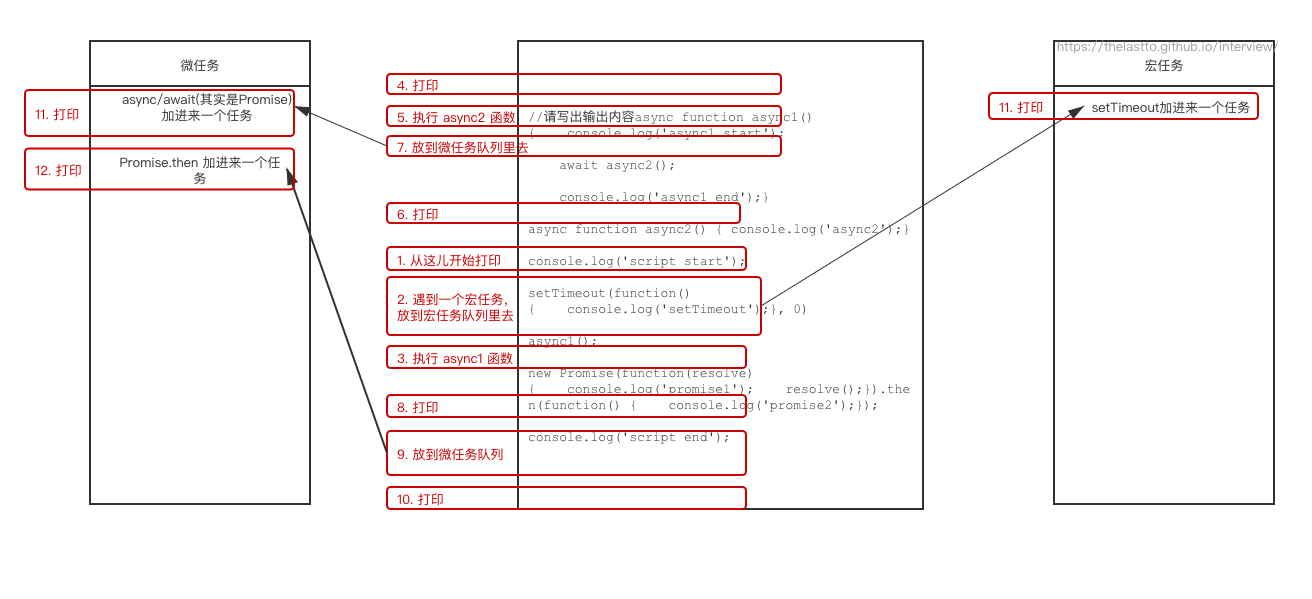 微任务
11. 打印
async/await(其实是Promise)
加进来一个任务
12. 打印
Promise.then 加进来一个任
务
4. 打印
5. 执行 async2 函数
7. 放到微任务队列里去
6. 打印
1. 从这儿开始打印
2. 遇到一个宏任务，
放到宏任务队列里去
3. 执行 async1 函数
8. 打印
9. 放到微任务队列
10. 打印
//请写出输出内容async function async1()
{    console.log('async1 start');
await async2();
console.log('async1 end');}
async function async2() { console.log('async2');}
console.log('script start');
setTimeout(function()
{    console.log('setTimeout');}, 0)
async1();
new Promise(function(resolve)
{    console.log('promise1');    resolve();}).the
n(function() {    console.log('promise2');});
console.log('script end');
https://thelastto.github.io/interview/
宏任务
11. 打印
setTimeout加进来一个任务